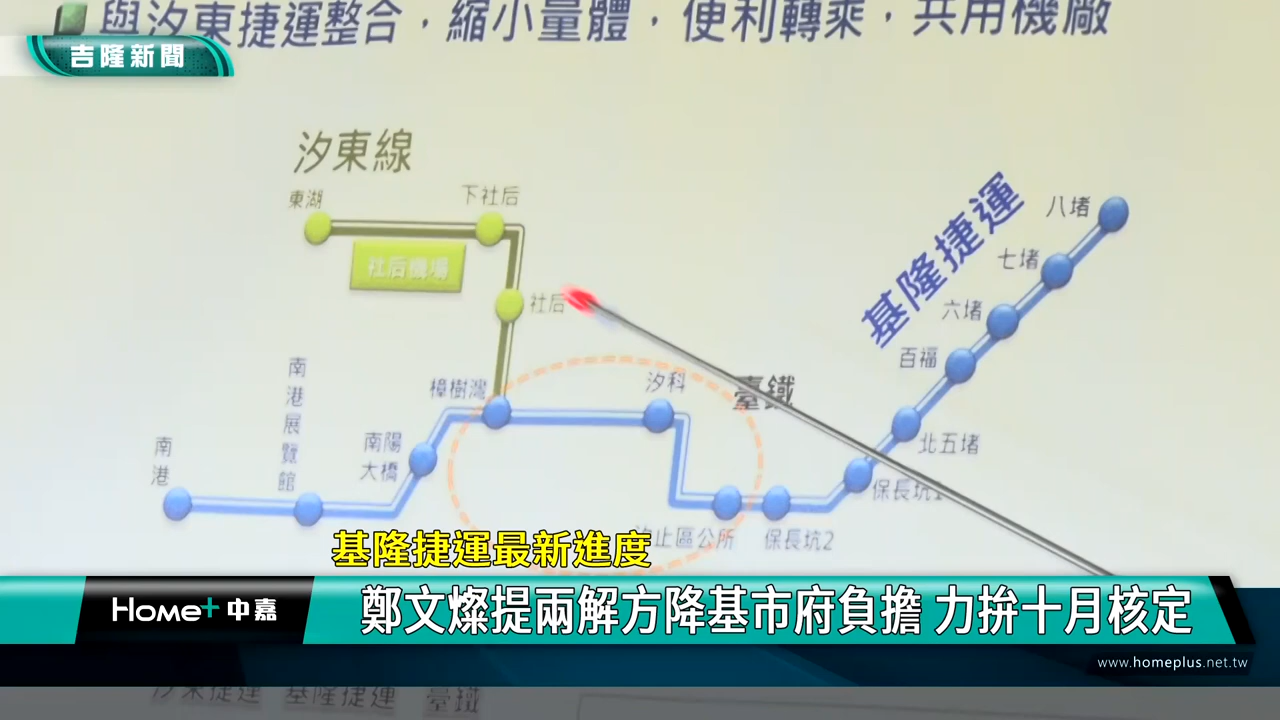 與汐東捷運整合，縮小量體，便利轉乘，共用機廠
吉隆新聞
汐東線
東湖
下社后
社后機場
社后
基隆捷運
八堵
七堵
六堵
百福
北五堵
保長坑1
臺鐵
汐科
樟樹灣
南陽
大橋
南港展覽館
南港
汐止區公所
保長坑2
基隆捷運最新進度
Home+中嘉
鄭文燦提兩解方降基市府負擔 力拚十月核定
www.homeplus.net.tw
汐東捷運 基隆捷運 臺鐵